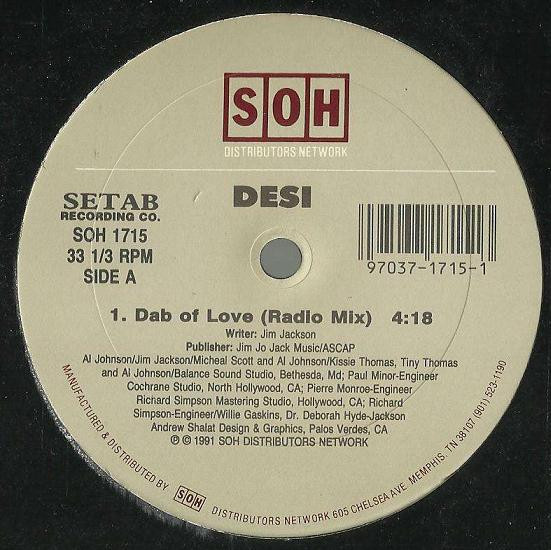 SOH
DISTRIBUTORS NETWORK
DESI
SETAB
RECORDING CO.
SOH 1715
33 1/3 RPM
SIDE A
97037-1715-1
1. Dab of Love (Radio Mix) 4:18
Writer: Jim Jackson
Publisher: Jim Jo Jack Music/ASCAP
Al Johnson/Jim Jackson/Micheal Scott and Al Johnson/Kissie Thomas, Tiny Thomas
and Al Johnson/Balance Sound Studio, Bethesda, Md; Paul Minor-Engineer
Cochrane Studio, North Hollywood, CA; Pierre Monroe-Engineer
Richard Simpson Mastering Studio, Hollywood, CA; Richard
Simpson-Engineer/Willie Gaskins, Dr. Deborah Hyde-Jackson
Andrew Shalat Design & Graphics, Palos Verdes, CA
℗ © 1991 SOH DISTRIBUTORS NETWORK
MANUFACTURED & DISTRIBUTED BY SOH DISTRIBUTORS NETWORK 605 CHELSEA AVE. MEMPHIS, TN 38107 (901) 523-1190